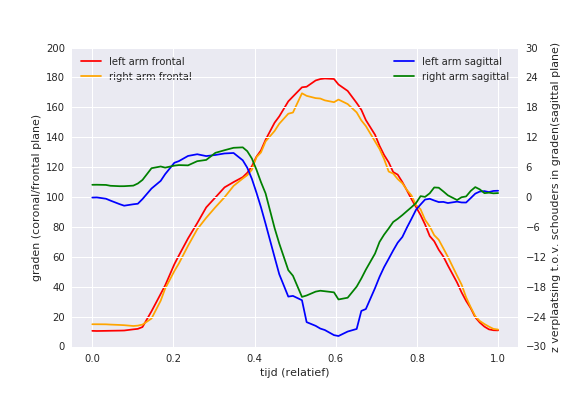 left arm frontal
right arm frontal
left arm sagittal
right arm sagittal
graden (coronal/frontal plane)
200
180
160
140
120
100
80
60
40
20
0
30
24
18
12
6
0
−6
−12
−18
−24
−30
z verplaatsing t.o.v. schouders in graden(sagittal plane)
0.0 0.2 0.4 0.6 0.8 1.0
tijd (relatief)